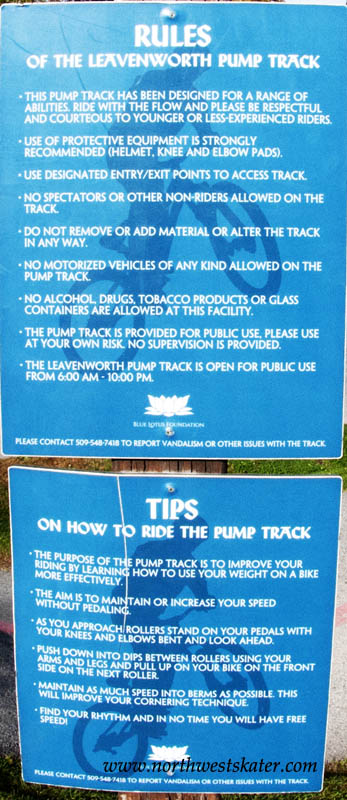 RULES
OF THE LEAVENWORTH PUMP TRACK
• THIS PUMP TRACK HAS BEEN DESIGNED FOR A RANGE OF
ABILITIES. RIDE WITH THE FLOW AND PLEASE BE RESPECTFUL
AND COURTEOUS TO YOUNGER OR LESS-EXPERIENCED RIDERS.
• USE OF PROTECTIVE EQUIPMENT IS STRONGLY
RECOMMENDED (HELMET, KNEE AND ELBOW PADS).
• USE DESIGNATED ENTRY/EXIT POINTS TO ACCESS TRACK.
• NO SPECTATORS OR OTHER NON-RIDERS ALLOWED ON THE
TRACK.
• DO NOT REMOVE OR ADD MATERIAL OR ALTER THE TRACK
IN ANY WAY.
• NO MOTORIZED VEHICLES OF ANY KIND ALLOWED ON THE
PUMP TRACK.
• NO ALCOHOL, DRUGS, TOBACCO PRODUCTS OR GLASS
CONTAINERS ARE ALLOWED AT THIS FACILITY.
• THE PUMP TRACK IS PROVIDED FOR PUBLIC USE. PLEASE USE
AT YOUR OWN RISK. NO SUPERVISION IS PROVIDED.
• THE LEAVENWORTH PUMP TRACK IS OPEN FOR PUBLIC USE
FROM 6:00 AM - 10:00 PM.
BLUE LOTUS FOUNDATION
PLEASE CONTACT 509-548-7418 TO REPORT VANDALISM OR OTHER ISSUES WITH THE TRACK.
TIPS
ON HOW TO RIDE THE PUMP TRACK
• THE PURPOSE OF THE PUMP TRACK IS TO IMPROVE YOUR
RIDING BY LEARNING HOW TO USE YOUR WEIGHT ON A BIKE
MORE EFFECTIVELY.
• THE AIM IS TO MAINTAIN OR INCREASE YOUR SPEED
WITHOUT PEDALING.
• AS YOU APPROACH ROLLERS STAND ON YOUR PEDALS WITH
YOUR KNEES AND ELBOWS BENT AND LOOK AHEAD.
• PUSH DOWN INTO DIPS BETWEEN ROLLERS USING YOUR
ARMS AND LEGS AND PULL UP ON YOUR BIKE ON THE FRONT
SIDE ON THE NEXT ROLLER.
• MAINTAIN AS MUCH SPEED INTO BERMS AS POSSIBLE. THIS
WILL IMPROVE YOUR CORNERING TECHNIQUE.
• FIND YOUR RHYTHM AND IN NO TIME YOU WILL HAVE FREE
SPEED!
www.northwestskater.com
PLEASE CONTACT 509-548-7418 TO REPORT VANDALISM OR OTHER ISSUES WITH THE TRACK.